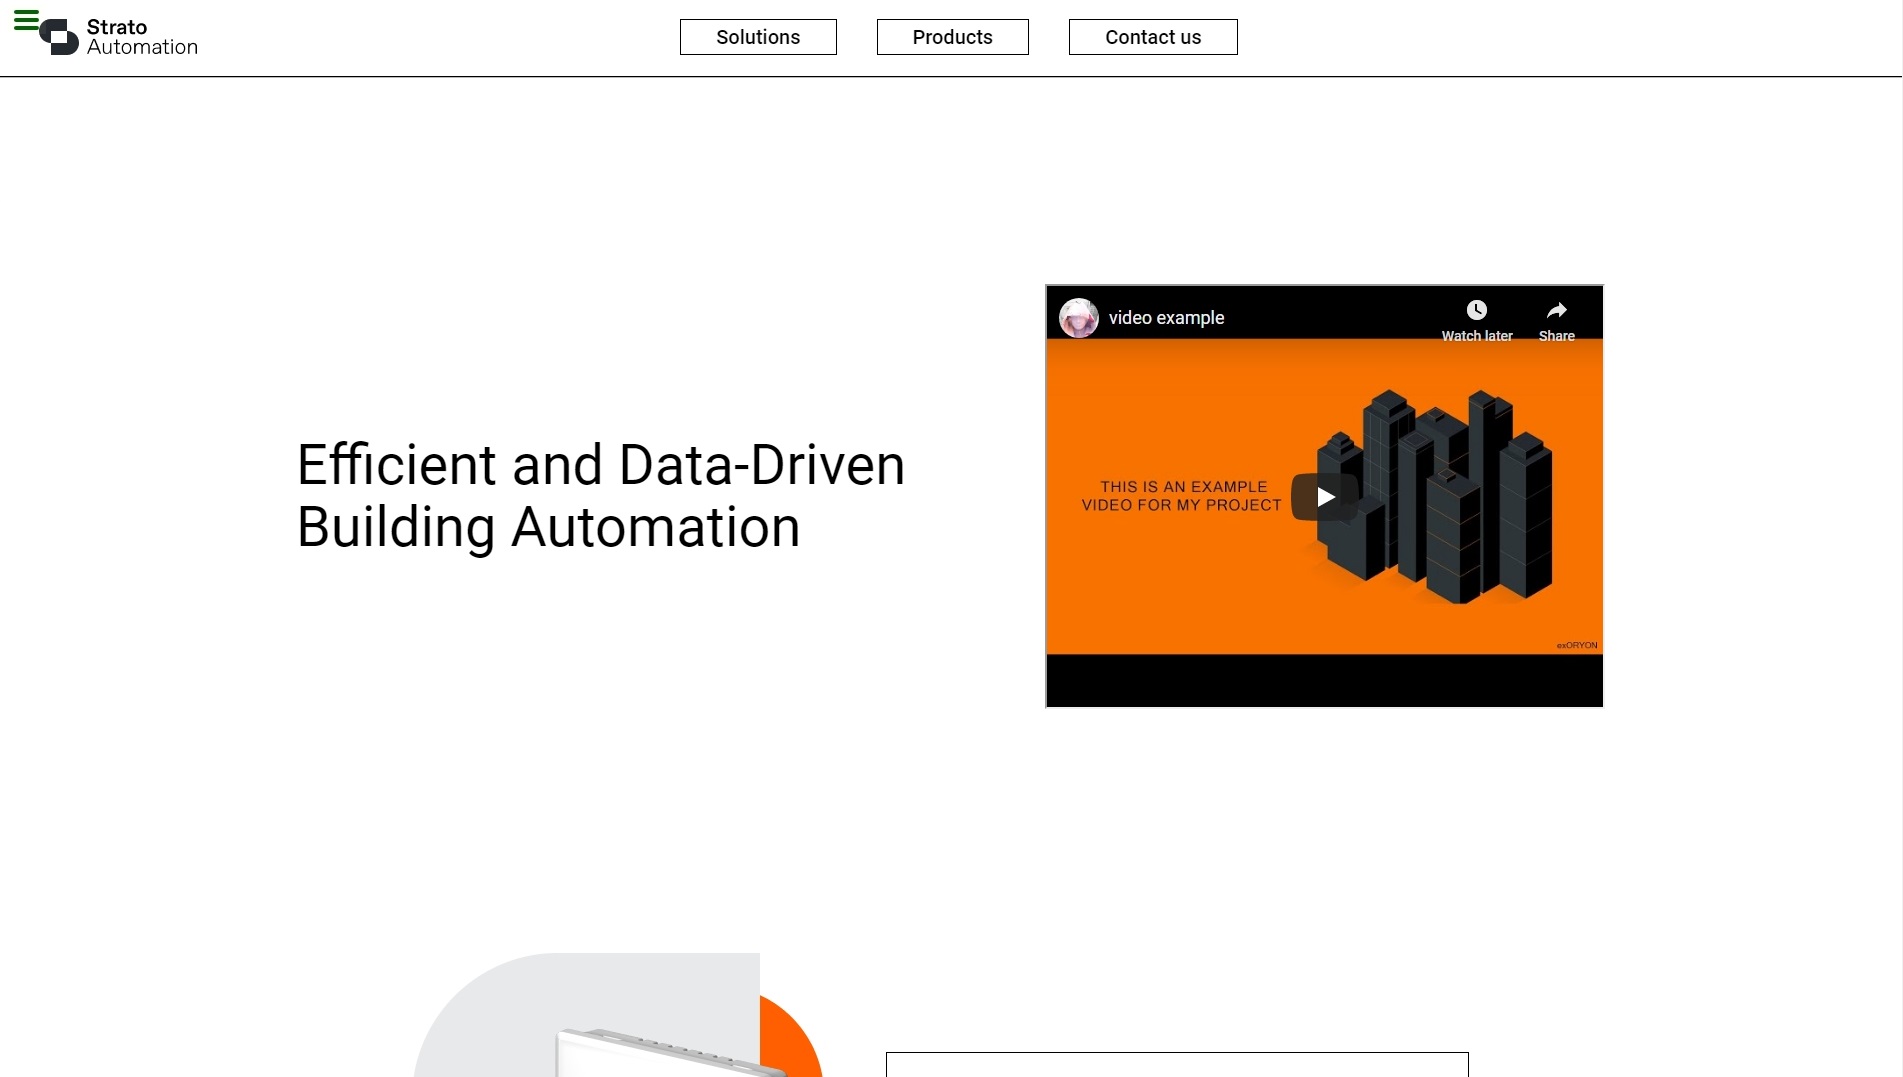 Strato
Automation
Solutions
Products
Contact us
Efficient and Data-Driven
Building Automation
video example
Watch later
Share
THIS IS AN EXAMPLE
VIDEO FOR MY PROJECT
exORYON